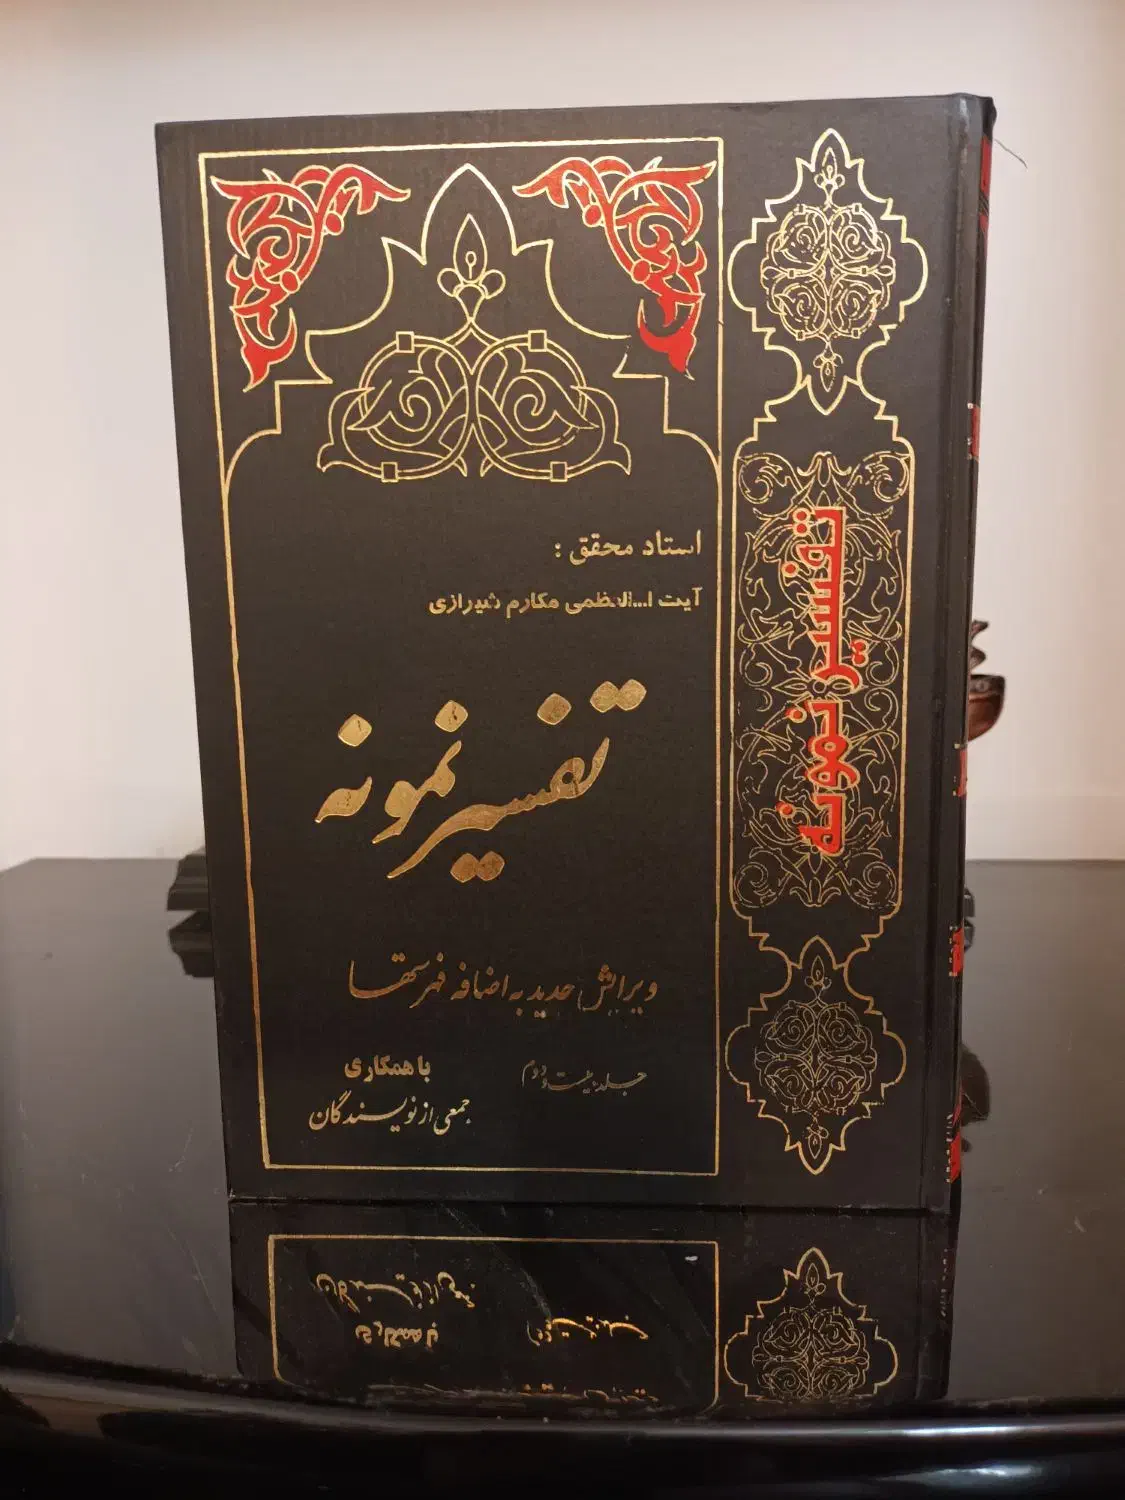 استاد محقق :
آیت ا...العظمی مکارم شیرازی
تفسیر نمونه
ویرایش جدید به اضافه فهرستها
جلد بیست و دوم
با همکاری
جمعی از نویسندگان
تفسیر نمونه